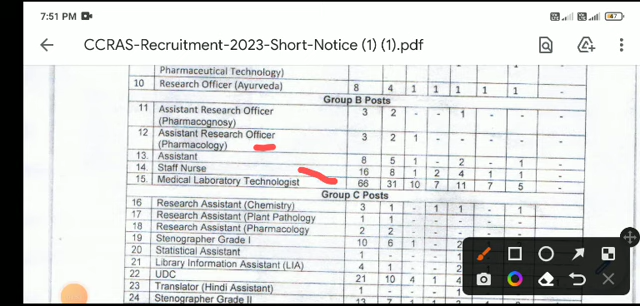 7:51 PM
47
CCRAS-Recruitment-2023-Short-Notice (1) (1).pdf
Pharmaceutical Technology)
10 Research Officer (Ayurveda) 8 4 1 1 1 1 1 -
Group B Posts
11 Assistant Research Officer 3 2 - - 1 - - -
(Pharmacognosy)
12 Assistant Research Officer 3 2 1 - - - - -
(Pharmacology)
13. Assistant 8 5 1 - 2 - 1 -
14. Staff Nurse 16 8 1 2 4 1 1 -
15. Medical Laboratory Technologist 66 31 10 7 11 7 5 -
Group C Posts
16 Research Assistant (Chemistry) 3 1 - 1 1 - 1 -
17 Research Assistant (Plant Pathology 1 1 - - - - -
18 Research Assistant (Pharmacology 2 2 - - - -
19 Stenographer Grade I 10 6 1 - 2
20 Statistical Assistant 1 - - - 1
21 Library Information Assistant (LIA) 4 1 - - 2
22 UDC 21 10 4 1 4
23 Translator (Hindi Assistant) 1
24 Stenographer Grade II 13 7 1